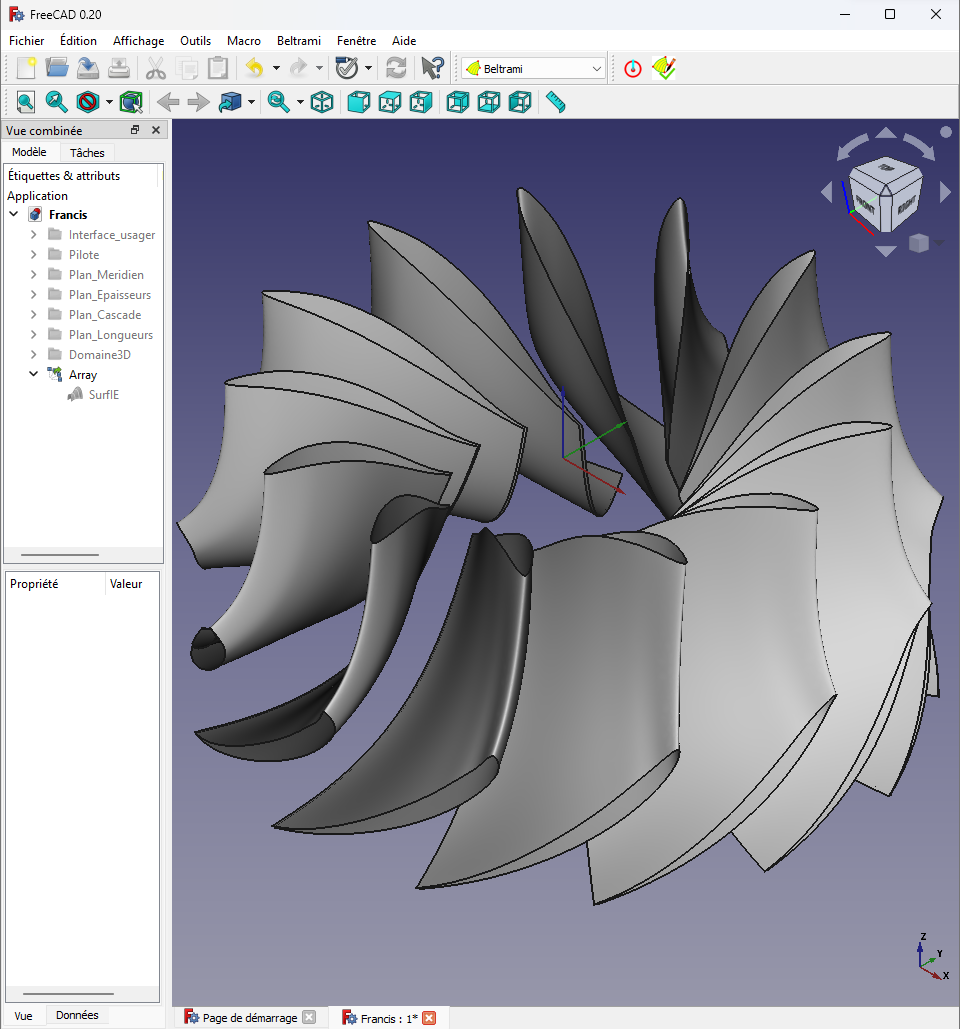 FreeCAD 0.20
Fichier Édition Affichage Outils Macro Beltrami Fenêtre Aide
Beltrami
Vue combinée
Modèle Tâches
Étiquettes & attributs
Application
Francis
Interface_usager
Pilote
Plan_Meridien
Plan_Epaisseurs
Plan_Cascade
Plan_Longueurs
Domaine3D
Array
SurfIE
Propriété Valeur
Vue Données
TOP
FRONT RIGHT
Z
Y
X
Page de démarrage Francis : 1*